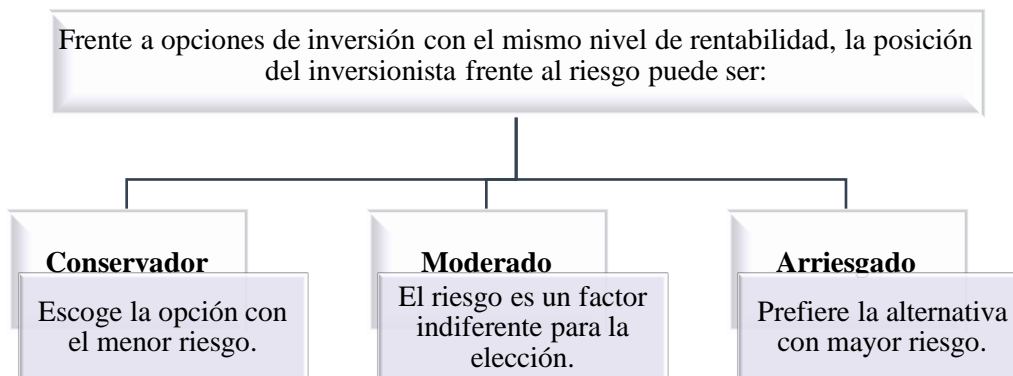 Frente a opciones de inversión con el mismo nivel de rentabilidad, la posición
del inversionista frente al riesgo puede ser:
Conservador
Escoge la opción con
el menor riesgo.
Moderado
El riesgo es un factor
indiferente para la
elección.
Arriesgado
Prefiere la alternativa
con mayor riesgo.